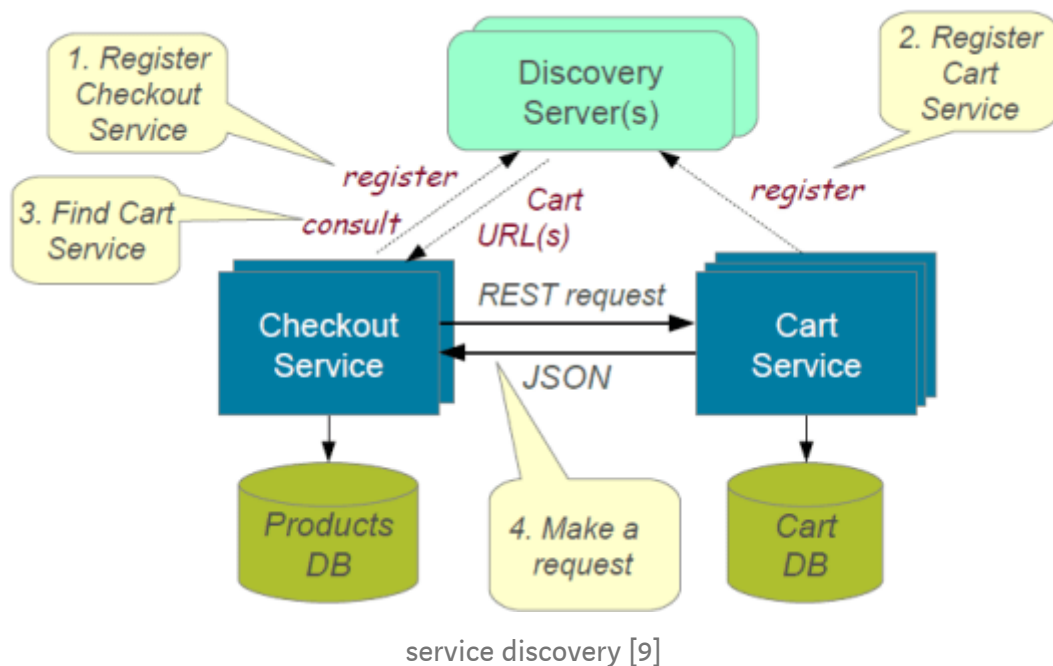 1. Register
Checkout
Service
Discovery
Server(s)
2. Register
Cart
Service
register
consult
Cart
URL(s)
register
3. Find Cart
Service
Checkout
Service
REST request
JSON
Cart
Service
Products
DB
4. Make a
request
Cart
DB
service discovery [9]